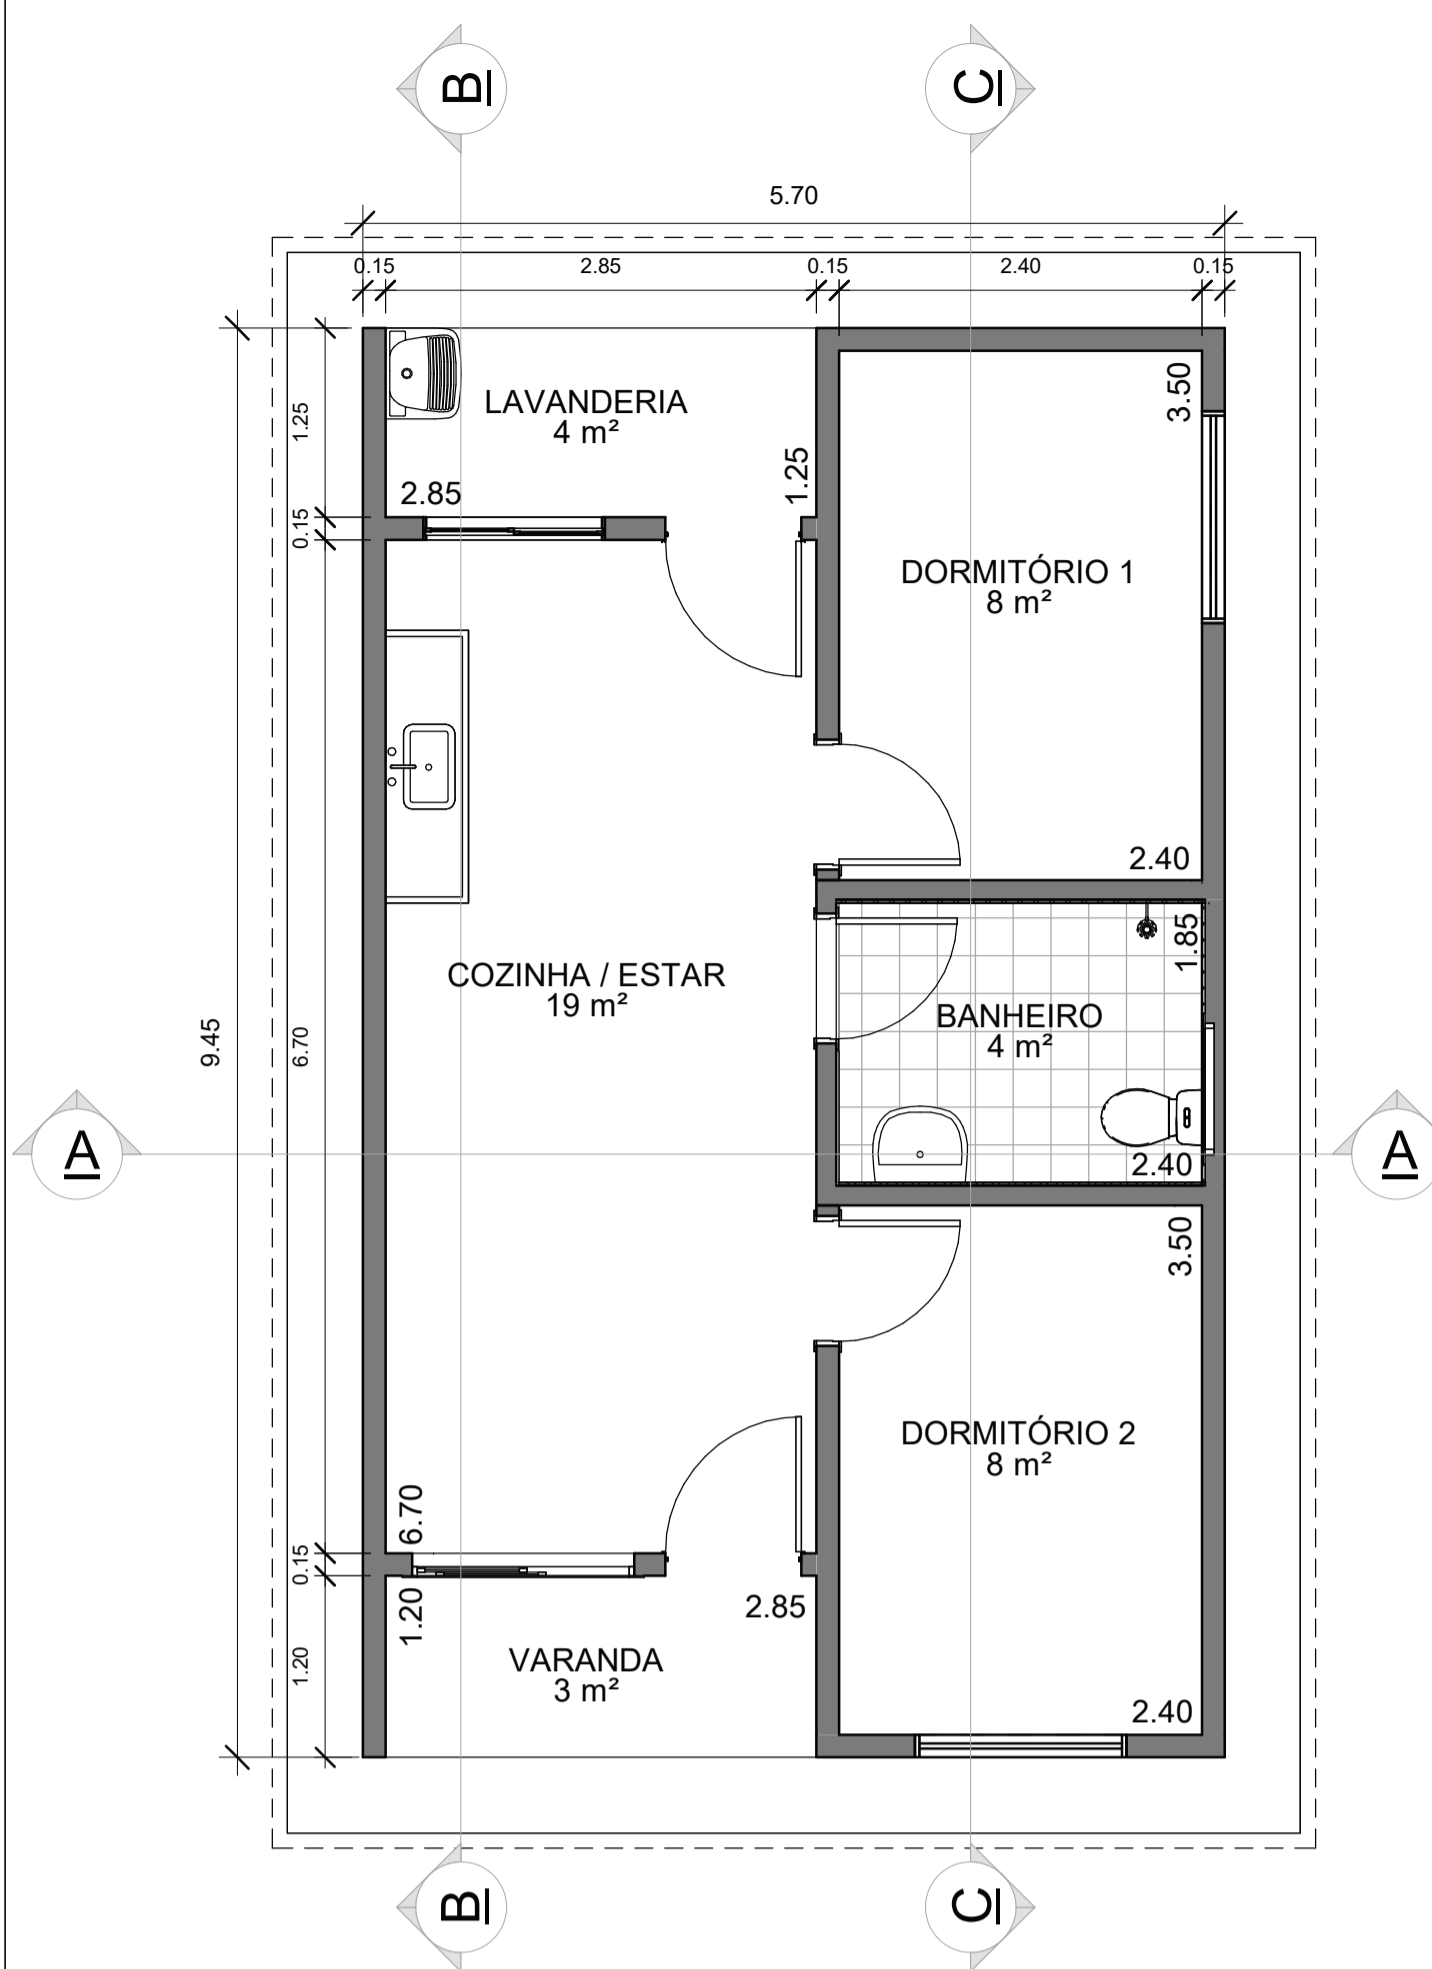 B
C
5.70
0.15
2.85
0.15
2.40
0.15
LAVANDERIA
4 m²
2.85
1.25
1.25
0.15
3.50
DORMITÓRIO 1
8 m²
2.40
COZINHA / ESTAR
19 m²
9.45
6.70
1.85
BANHEIRO
4 m²
2.40
A
A
3.50
DORMITÓRIO 2
8 m²
6.70
0.15
1.20
2.85
1.20
VARANDA
3 m²
2.40
B
C